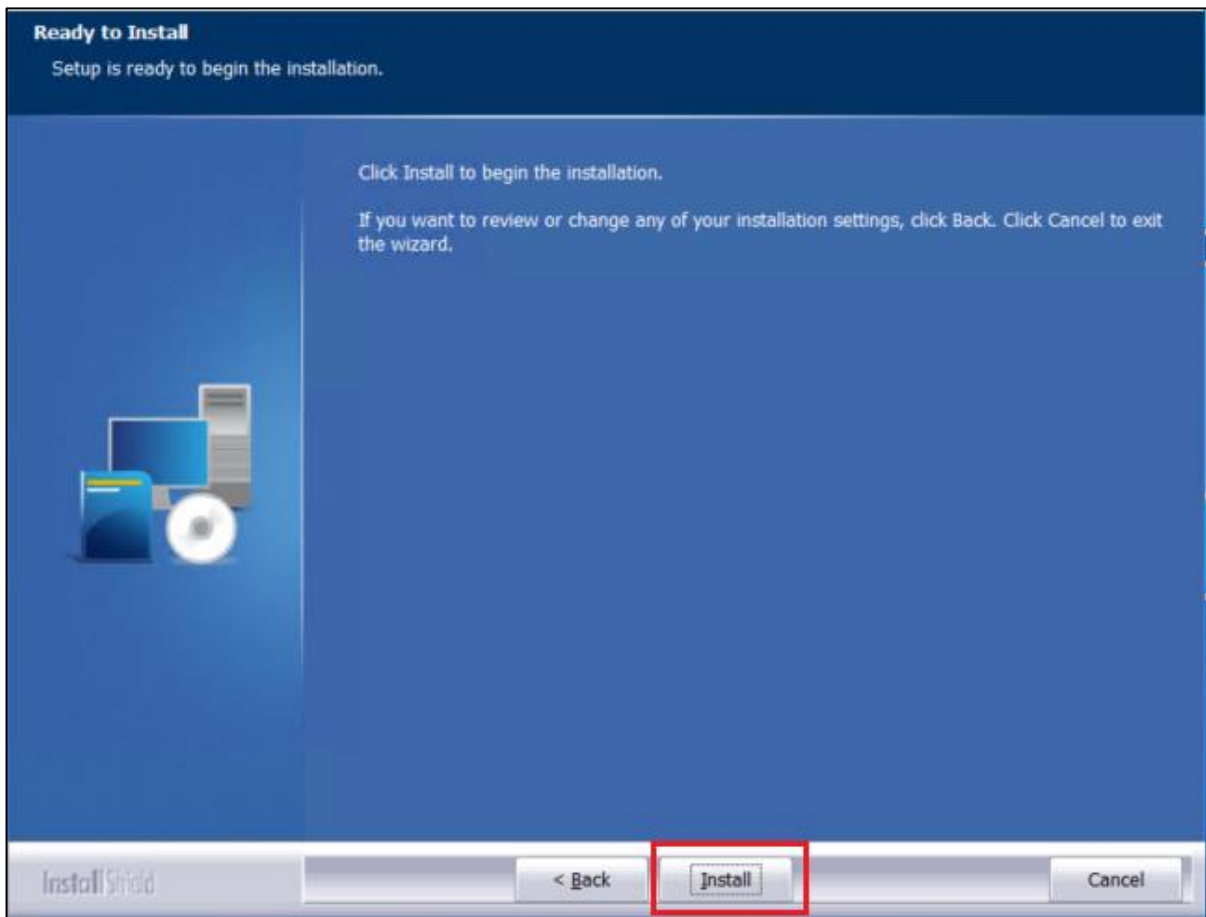 Ready to Install
Setup is ready to begin the installation.
Click Install to begin the installation.
If you want to review or change any of your installation settings, click Back. Click Cancel to exit
the wizard.
InstallShield
< Back
Install
Cancel